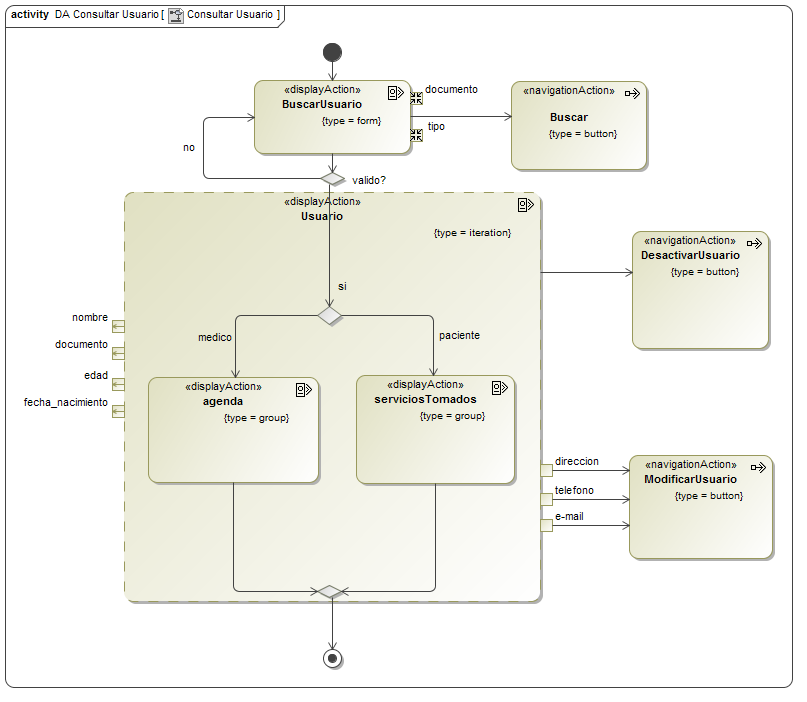 activity DA Consultar Usuario [ Consultar Usuario ]
«displayAction»
BuscarUsuario
{type = form}
documento
tipo
«navigationAction»
Buscar
{type = button}
no
valido?
«displayAction»
Usuario
{type = iteration}
si
«navigationAction»
DesactivarUsuario
{type = button}
nombre
documento
edad
fecha_nacimiento
medico
paciente
«displayAction»
agenda
{type = group}
«displayAction»
serviciosTomados
{type = group}
direccion
telefono
e-mail
«navigationAction»
ModificarUsuario
{type = button}